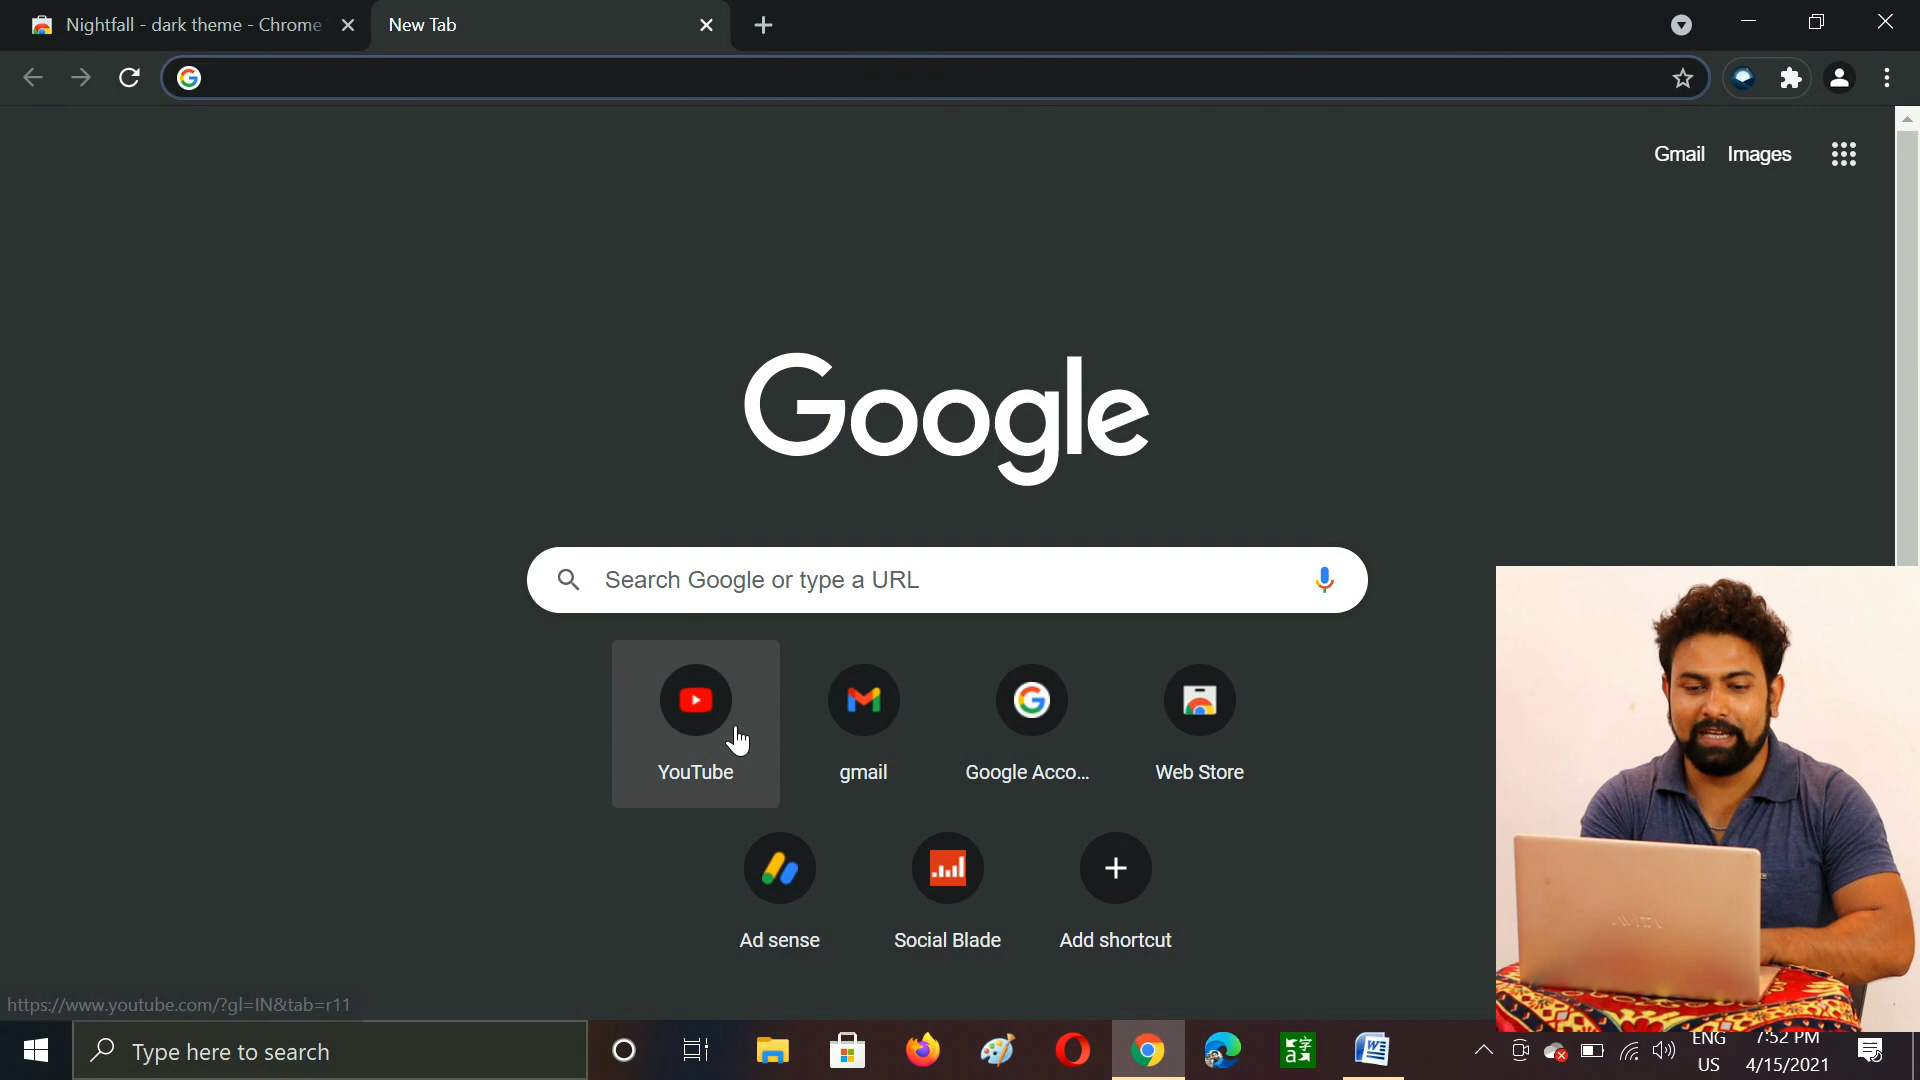 Nightfall - dark theme - Chrome
New Tab
Gmail Images
Google
Search Google or type a URL
YouTube gmail Google Acco... Web Store
Ad sense Social Blade Add shortcut
https://www.youtube.com/?gl=IN&tab=r11
Type here to search
ENG 7:52 PM
US 4/15/2021